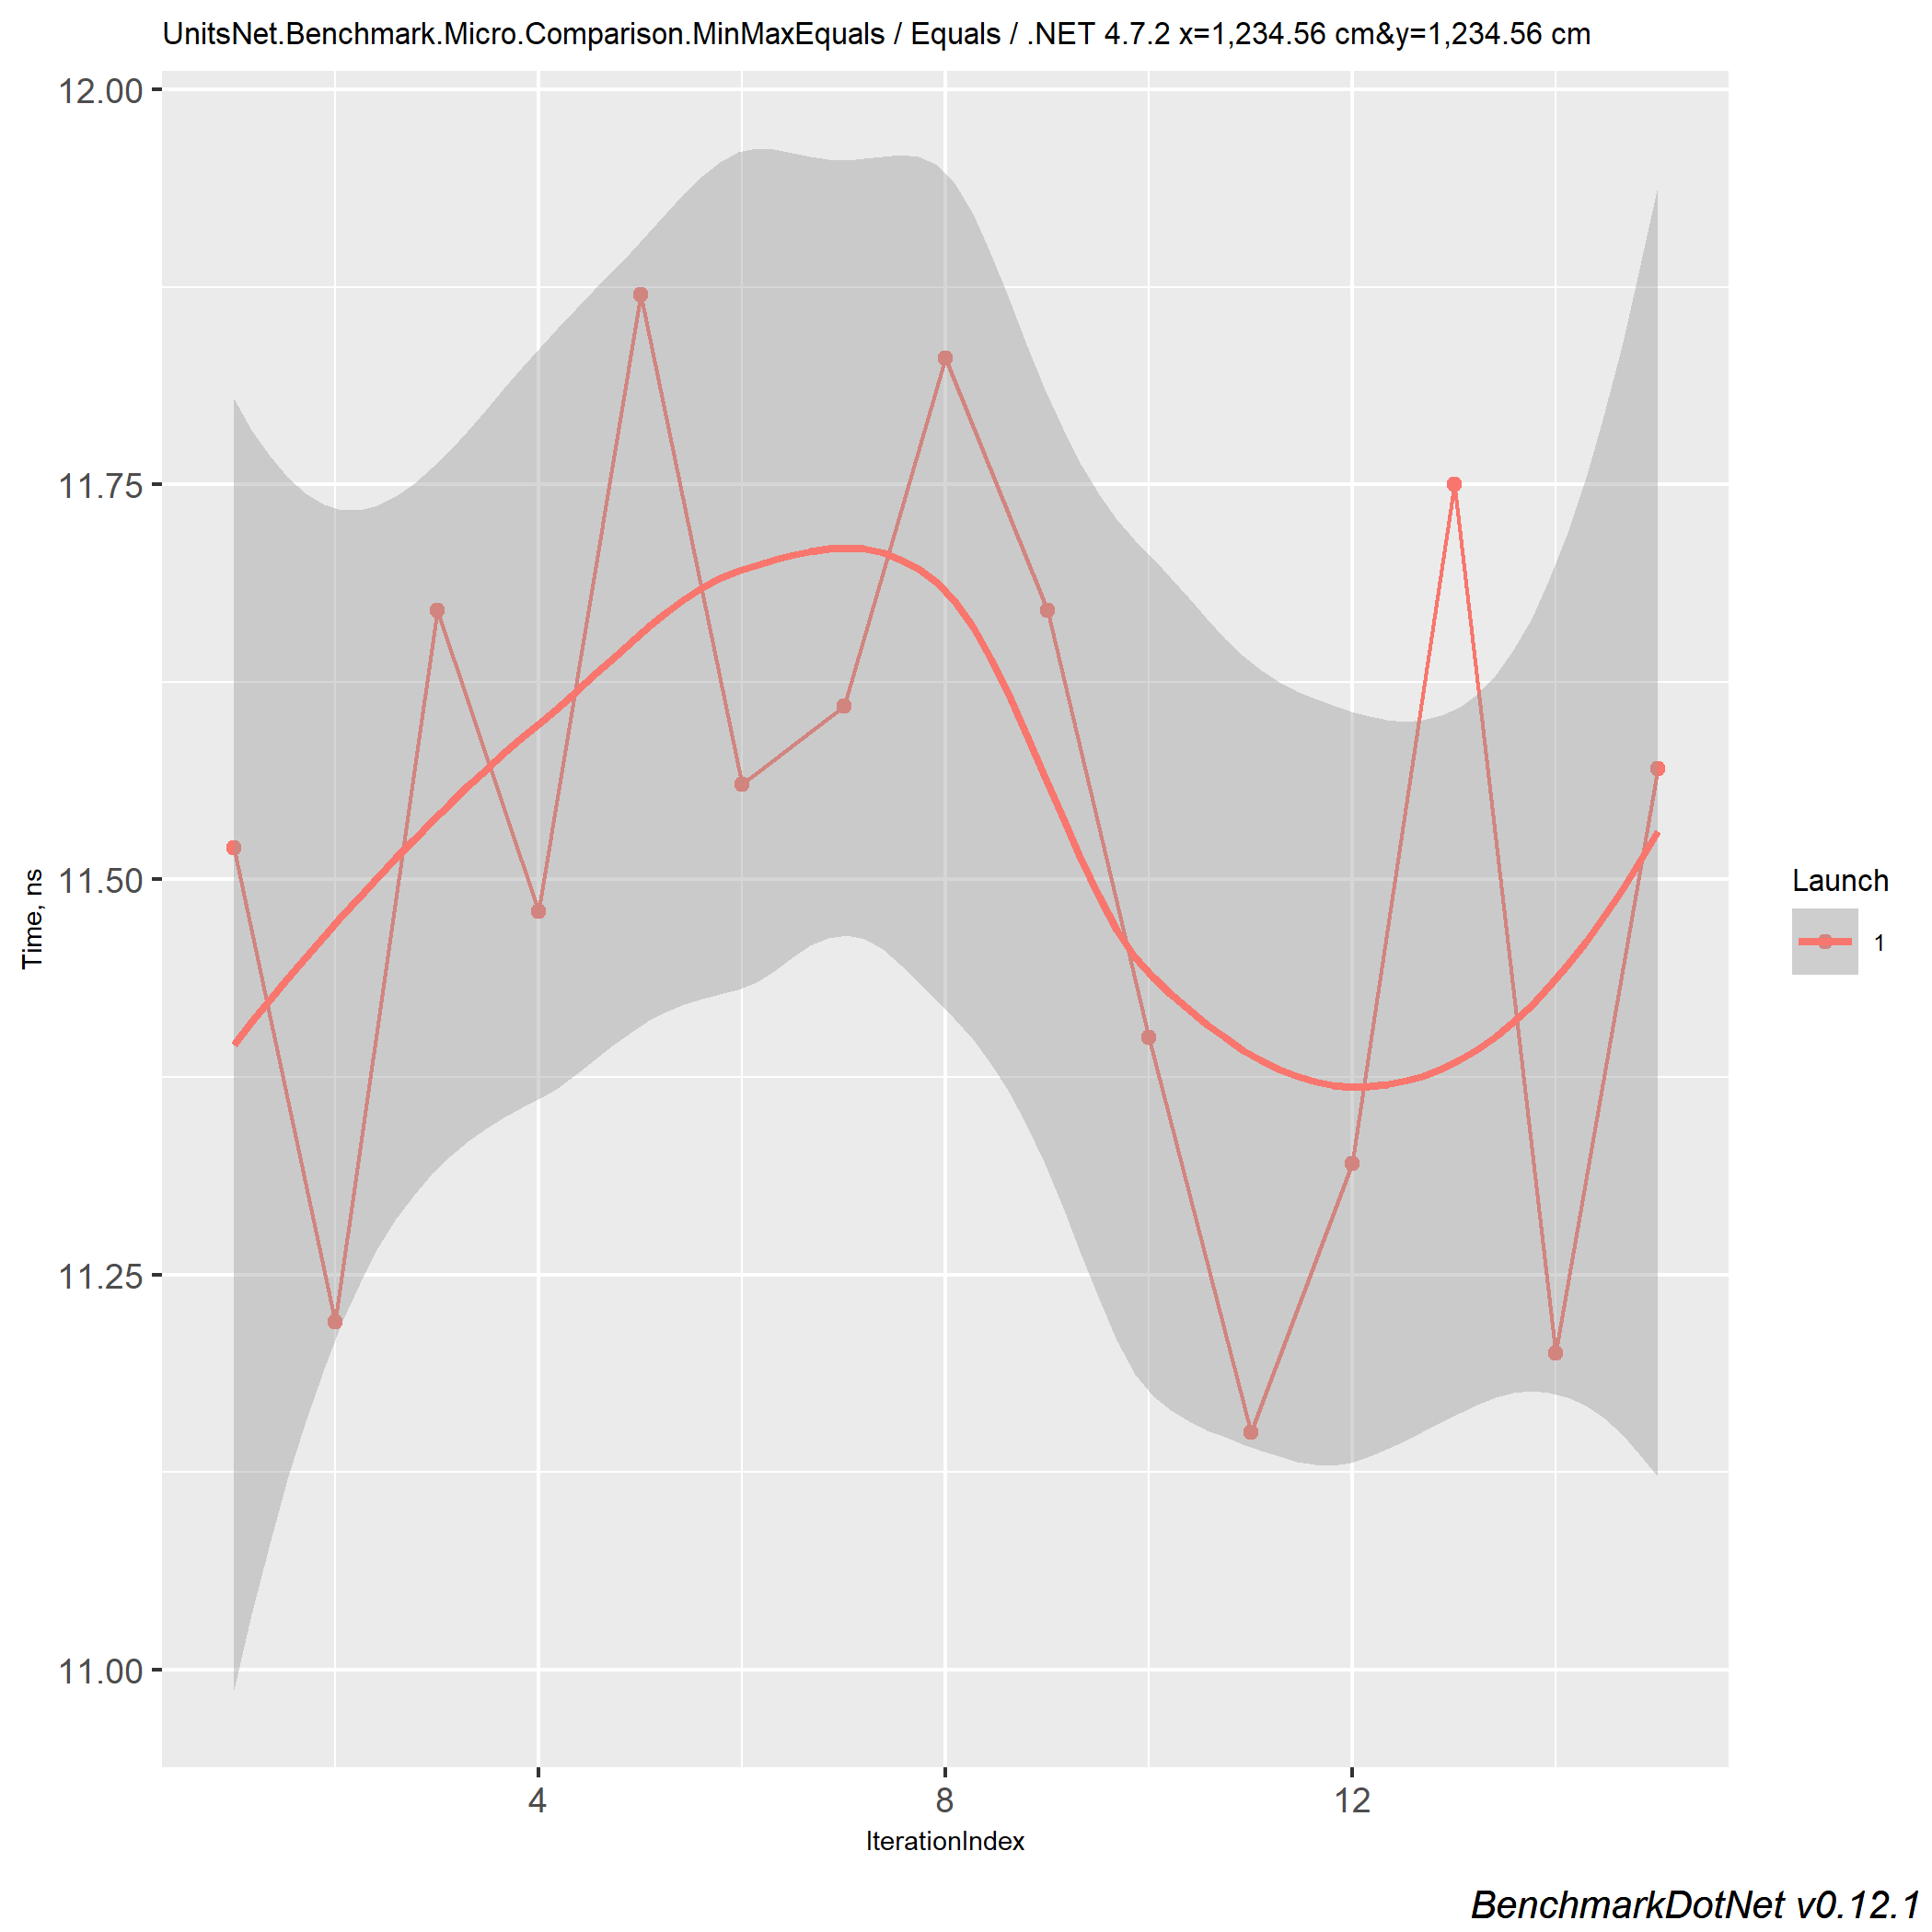 UnitsNet.Benchmark.Micro.Comparison.MinMaxEquals / Equals / .NET 4.7.2 x=1,234.56 cm&y=1,234.56 cm
12.00
11.75
11.50
11.25
11.00
Time, ns
4
8
12
IterationIndex
Launch
1
BenchmarkDotNet v0.12.1